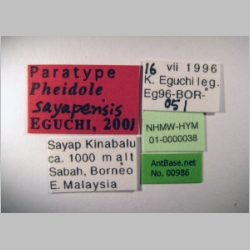 Paratype
Pheidole
sayapensis
EGUCHI, 2001
16 vii 1996
K. Eguchi leg.
Eg96-BOR-
051
Sayap Kinabalu
ca. 1000 m alt
Sabah, Borneo
E. Malaysia
NHMW-HYM
01-0000038
AntBase.net
No. 00986